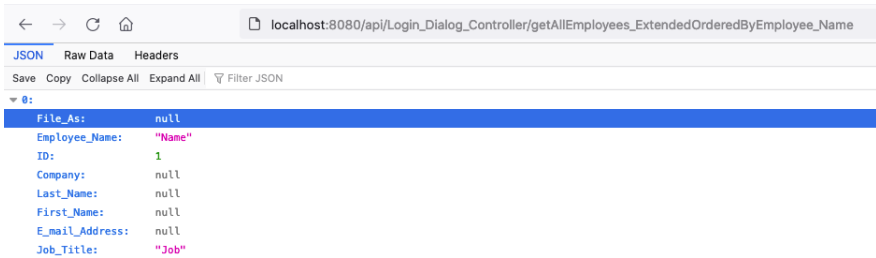 localhost:8080/api/Login_Dialog_Controller/getAllEmployees_ExtendedOrderedByEmployee_Name
JSON Raw Data Headers
Save Copy Collapse All Expand All Filter JSON
0:
File_As: null
Employee_Name: "Name"
ID: 1
Company: null
Last_Name: null
First_Name: null
E_mail_Address: null
Job_Title: "Job"